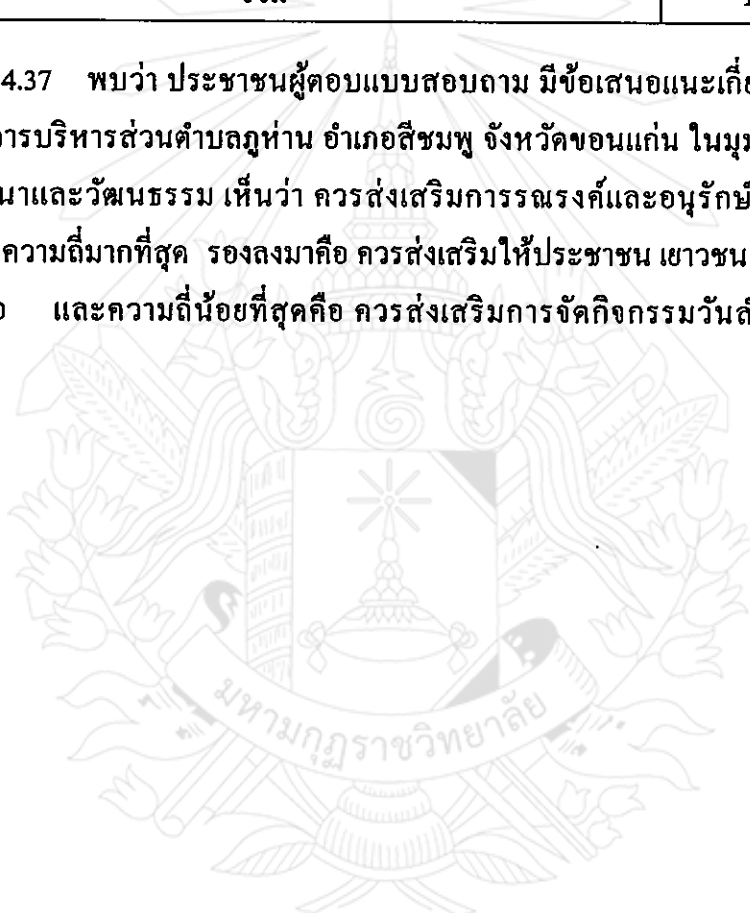 4.37 พบว่า ประชาชนผู้ตอบแบบสอบถาม มีข้อเสนอแนะเกี่ย
ารบริหารส่วนตำบลภูห่าน อำเภอสีชมพู จังหวัดขอนแก่น ในมุม
นาและวัฒนธรรม เห็นว่า ควรส่งเสริมการรณรงค์และอนุรักษ์
ความถี่มากที่สุด รองลงมาคือ ควรส่งเสริมให้ประชาชน เยาวชน
อ และความถี่น้อยที่สุดคือ ควรส่งเสริมการจัดกิจกรรมวันสำ
มหามกุฏราชวิทยาลัย